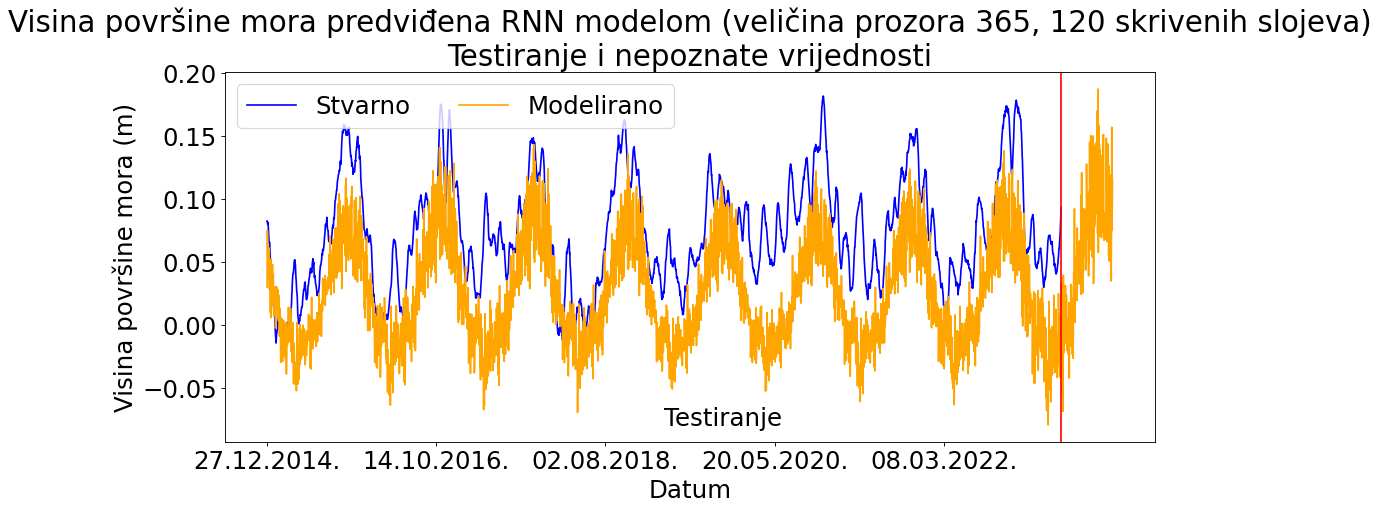 Visina površine mora predviđena RNN modelom (veličina prozora 365, 120 skrivenih slojeva)
Testiranje i nepoznate vrijednosti
Stvarno Modelirano
Visina površine mora (m)
0.20
0.15
0.10
0.05
0.00
−0.05
Testiranje
27.12.2014. 14.10.2016. 02.08.2018. 20.05.2020. 08.03.2022.
Datum